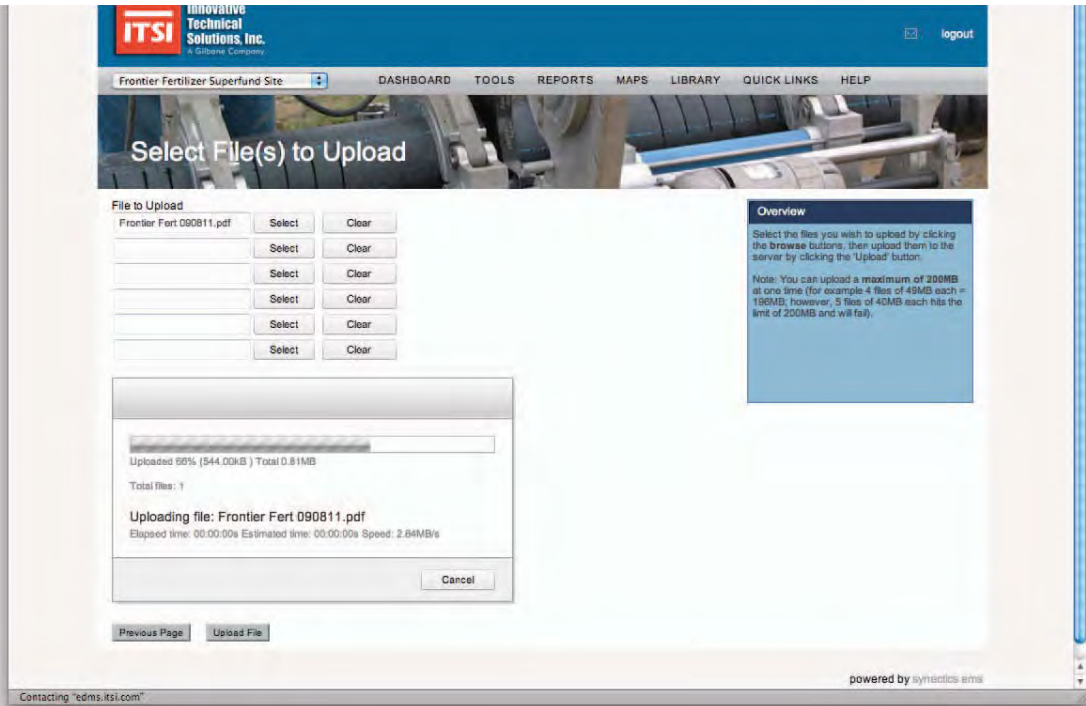 Innovative
ITSI Technical
Solutions, Inc.
A Gilbane Company
logout
Frontier Fertilizer Superfund Site DASHBOARD TOOLS REPORTS MAPS LIBRARY QUICK LINKS HELP
Select File(s) to Upload
File to Upload
Frontier Fert 090811.pdf Select Clear
Select Clear
Select Clear
Select Clear
Select Clear
Select Clear
Overview
Select the files you wish to upload by clicking
the browse buttons, then upload them to the
server by clicking the 'Upload' button.
Note: You can upload a maximum of 200MB
at one time (for example 4 files of 49MB each =
196MB; however, 5 files of 40MB each hits the
limit of 200MB and will fail).
Uploaded 66% (544.00kB ) Total 0.81MB
Total files: 1
Uploading file: Frontier Fert 090811.pdf
Elapsed time: 00:00:00s Estimated time: 00:00:00s Speed: 2.84MB/s
Cancel
Previous Page Upload File
powered by synectics ems
Contacting "edms.itsi.com"